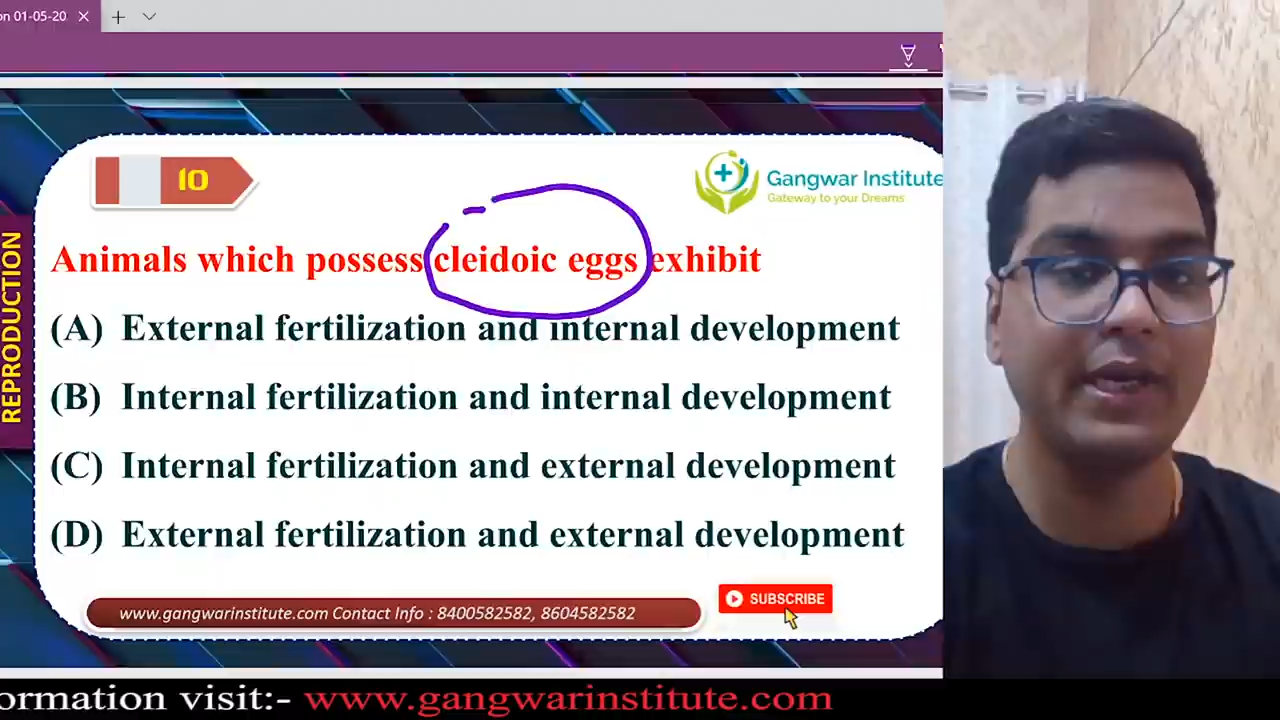 on 01-05-20
10
Gangwar Institute
Gateway to your Dreams
REPRODUCTION
Animals which possess cleidoic eggs exhibit
(A) External fertilization and internal development
(B) Internal fertilization and internal development
(C) Internal fertilization and external development
(D) External fertilization and external development
www.gangwarinstitute.com Contact Info : 8400582582, 8604582582
SUBSCRIBE
ormation visit:- www.gangwarinstitute.com